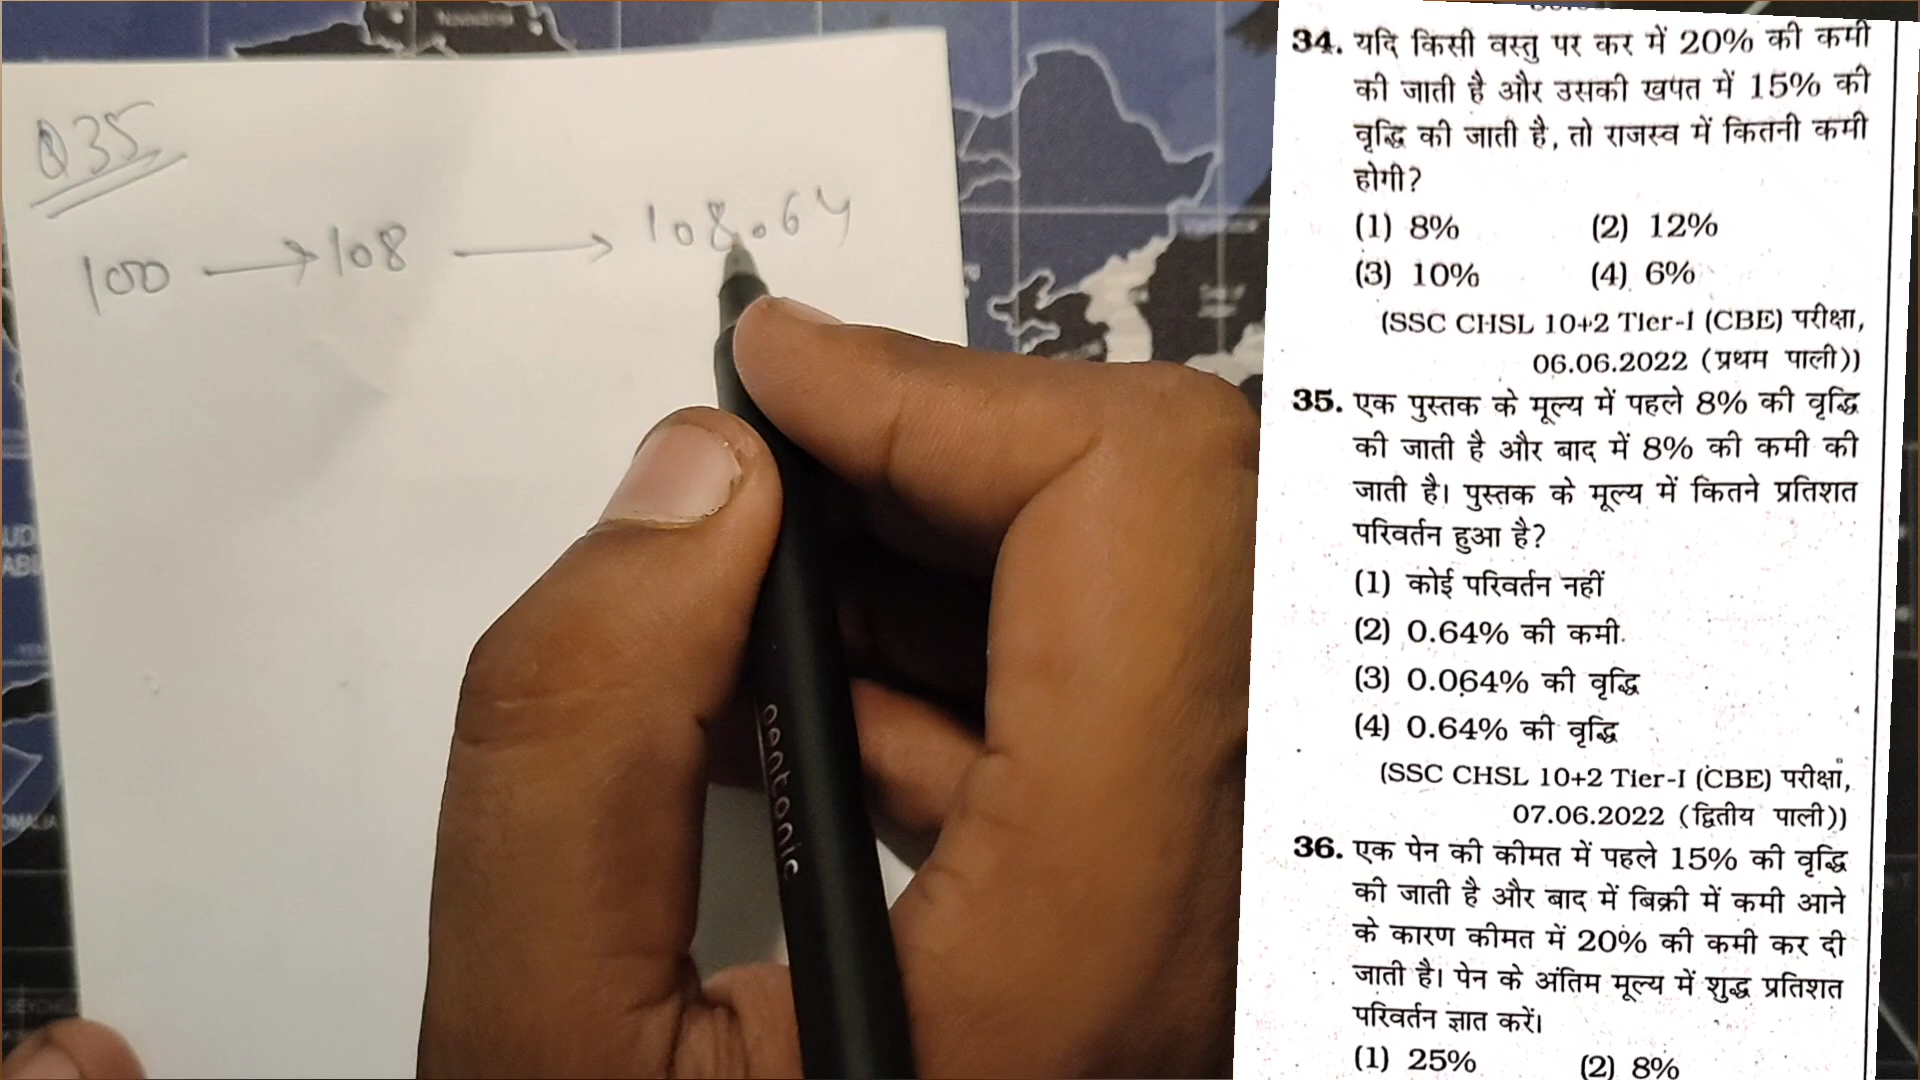 Q35
100 → 108 → 108.64
pentonic
34. यदि किसी वस्तु पर कर में 20% की कमी
की जाती है और उसकी खपत में 15% की
वृद्धि की जाती है, तो राजस्व में कितनी कमी
होगी?
(1) 8% (2) 12%
(3) 10% (4) 6%
(SSC CHSL 10+2 Tier-I (CBE) परीक्षा,
06.06.2022 (प्रथम पाली))
35. एक पुस्तक के मूल्य में पहले 8% की वृद्धि
की जाती है और बाद में 8% की कमी की
जाती है। पुस्तक के मूल्य में कितने प्रतिशत
परिवर्तन हुआ है?
(1) कोई परिवर्तन नहीं
(2) 0.64% की कमी
(3) 0.064% की वृद्धि
(4) 0.64% की वृद्धि
(SSC CHSL 10+2 Tier-I (CBE) परीक्षा,
07.06.2022 (द्वितीय पाली))
36. एक पेन की कीमत में पहले 15% की वृद्धि
की जाती है और बाद में बिक्री में कमी आने
के कारण कीमत में 20% की कमी कर दी
जाती है। पेन के अंतिम मूल्य में शुद्ध प्रतिशत
परिवर्तन ज्ञात करें।
(1) 25% (2) 8%